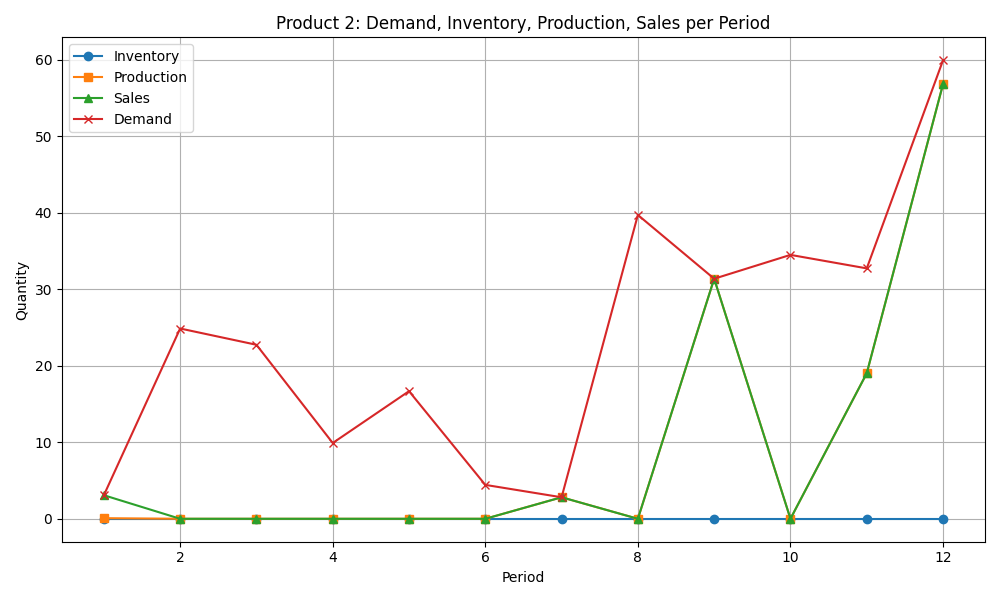 Product 2: Demand, Inventory, Production, Sales per Period
Inventory
Production
Sales
Demand
60
50
40
30
20
10
0
Quantity
2 4 6 8 10 12
Period